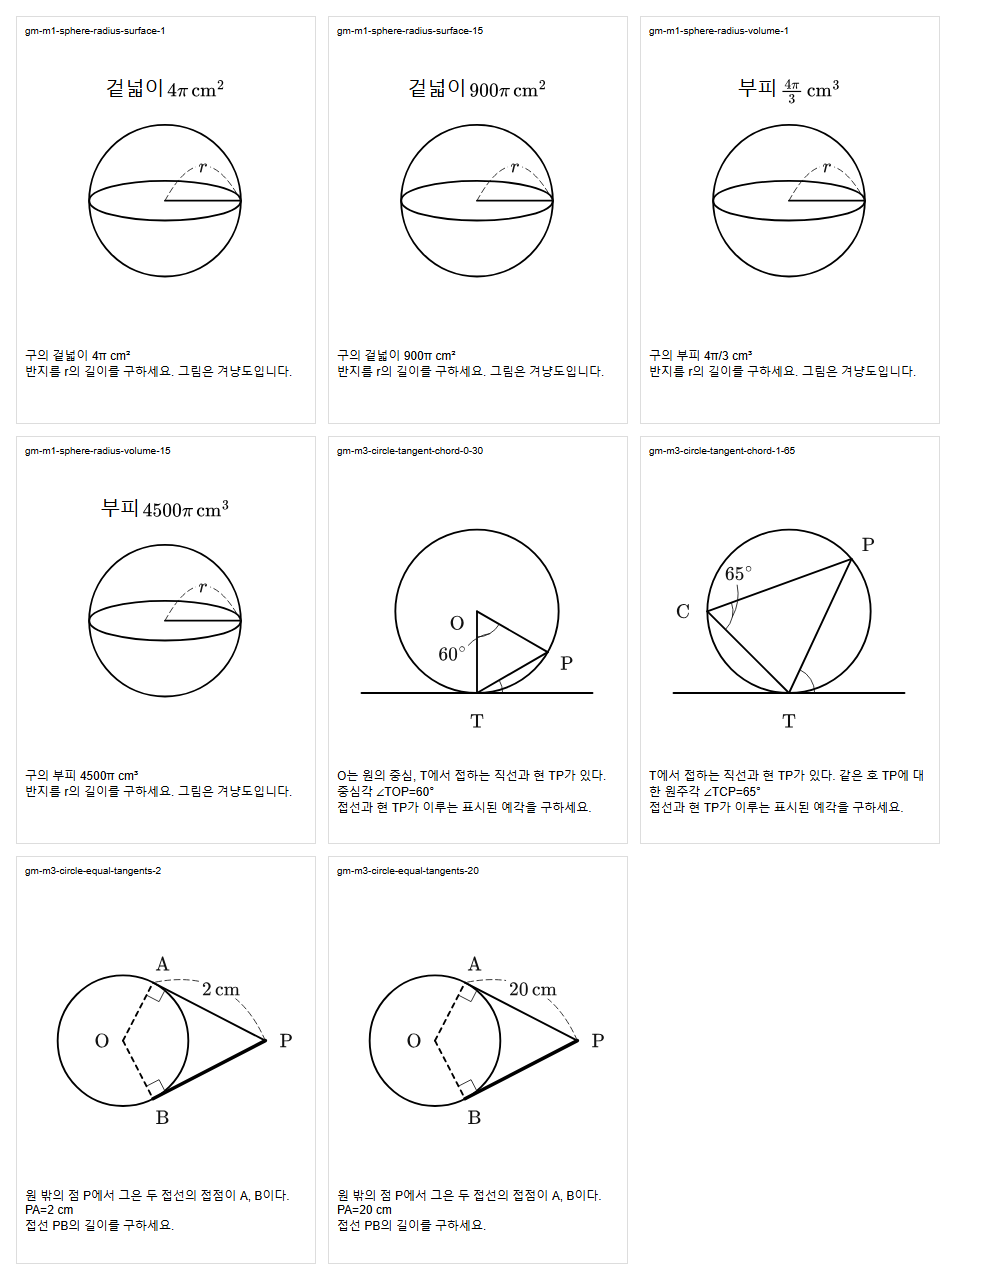 gm-m1-sphere-radius-surface-1
겉넓이 4π cm²
r
구의 겉넓이 4π cm²
반지름 r의 길이를 구하세요. 그림은 겨냥도입니다.
gm-m1-sphere-radius-surface-15
겉넓이 900π cm²
r
구의 겉넓이 900π cm²
반지름 r의 길이를 구하세요. 그림은 겨냥도입니다.
gm-m1-sphere-radius-volume-1
부피 4π/3 cm³
r
구의 부피 4π/3 cm³
반지름 r의 길이를 구하세요. 그림은 겨냥도입니다.
gm-m1-sphere-radius-volume-15
부피 4500π cm³
r
구의 부피 4500π cm³
반지름 r의 길이를 구하세요. 그림은 겨냥도입니다.
gm-m3-circle-tangent-chord-0-30
O
60°
P
T
O는 원의 중심, T에서 접하는 직선과 현 TP가 있다.
중심각 ∠TOP=60°
접선과 현 TP가 이루는 표시된 예각을 구하세요.
gm-m3-circle-tangent-chord-1-65
P
65°
C
T
T에서 접하는 직선과 현 TP가 있다. 같은 호 TP에 대
한 원주각 ∠TCP=65°
접선과 현 TP가 이루는 표시된 예각을 구하세요.
gm-m3-circle-equal-tangents-2
A
2 cm
O
P
B
원 밖의 점 P에서 그은 두 접선의 접점이 A, B이다.
PA=2 cm
접선 PB의 길이를 구하세요.
gm-m3-circle-equal-tangents-20
A
20 cm
O
P
B
원 밖의 점 P에서 그은 두 접선의 접점이 A, B이다.
PA=20 cm
접선 PB의 길이를 구하세요.